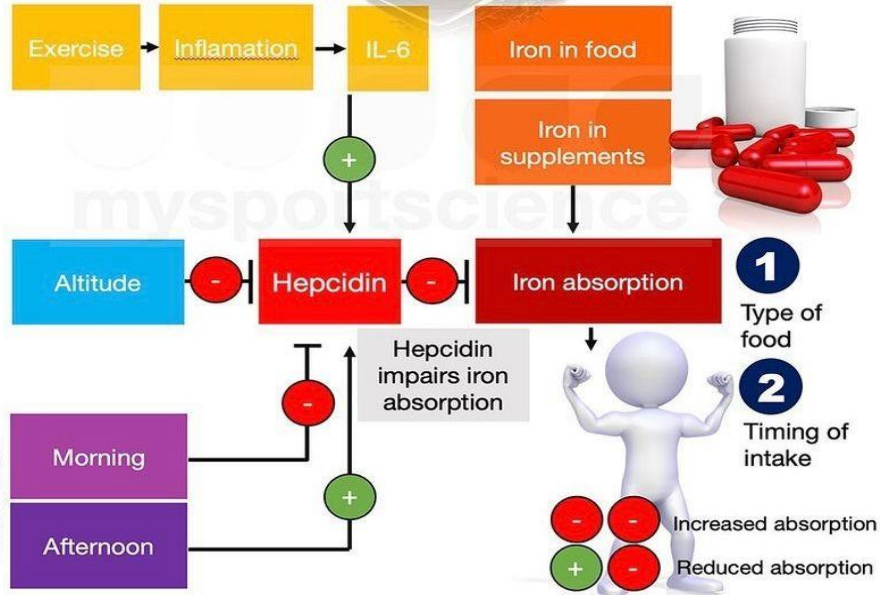 Exercise
Inflamation
IL-6
Iron in food
Iron in
supplements
+
mysportscience
Altitude
-
Hepcidin
-
Iron absorption
1
Type of
food
Hepcidin
impairs iron
absorption
2
Timing of
intake
-
Morning
+
Afternoon
- - Increased absorption
+ - Reduced absorption